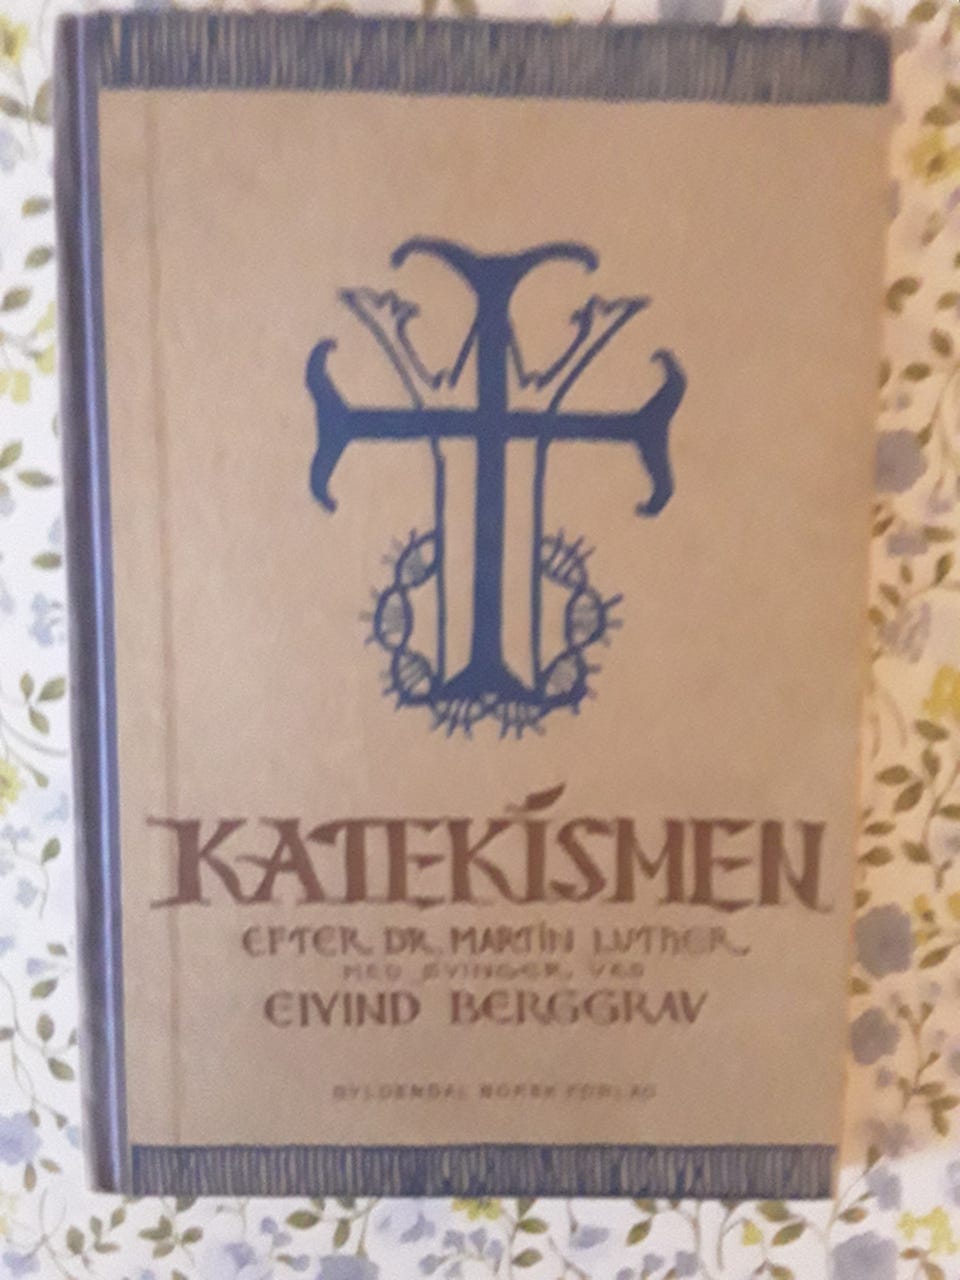 KATEKISMEN
EFTER DR. MARTIN LUTHER
MED ØVINGER VED
EIVIND BERGGRAV
GYLDENDAL NORSK FORLAG